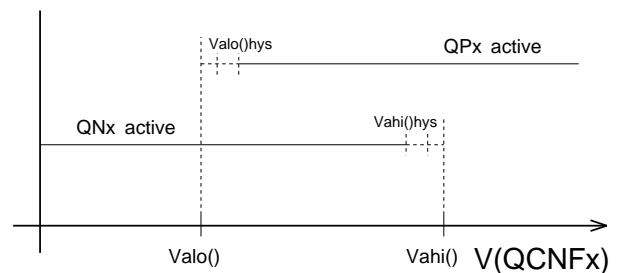 Valo()hys
QPx active
Vahi()hys
QNx active
Valo()
Vahi()
V(QCNFx)